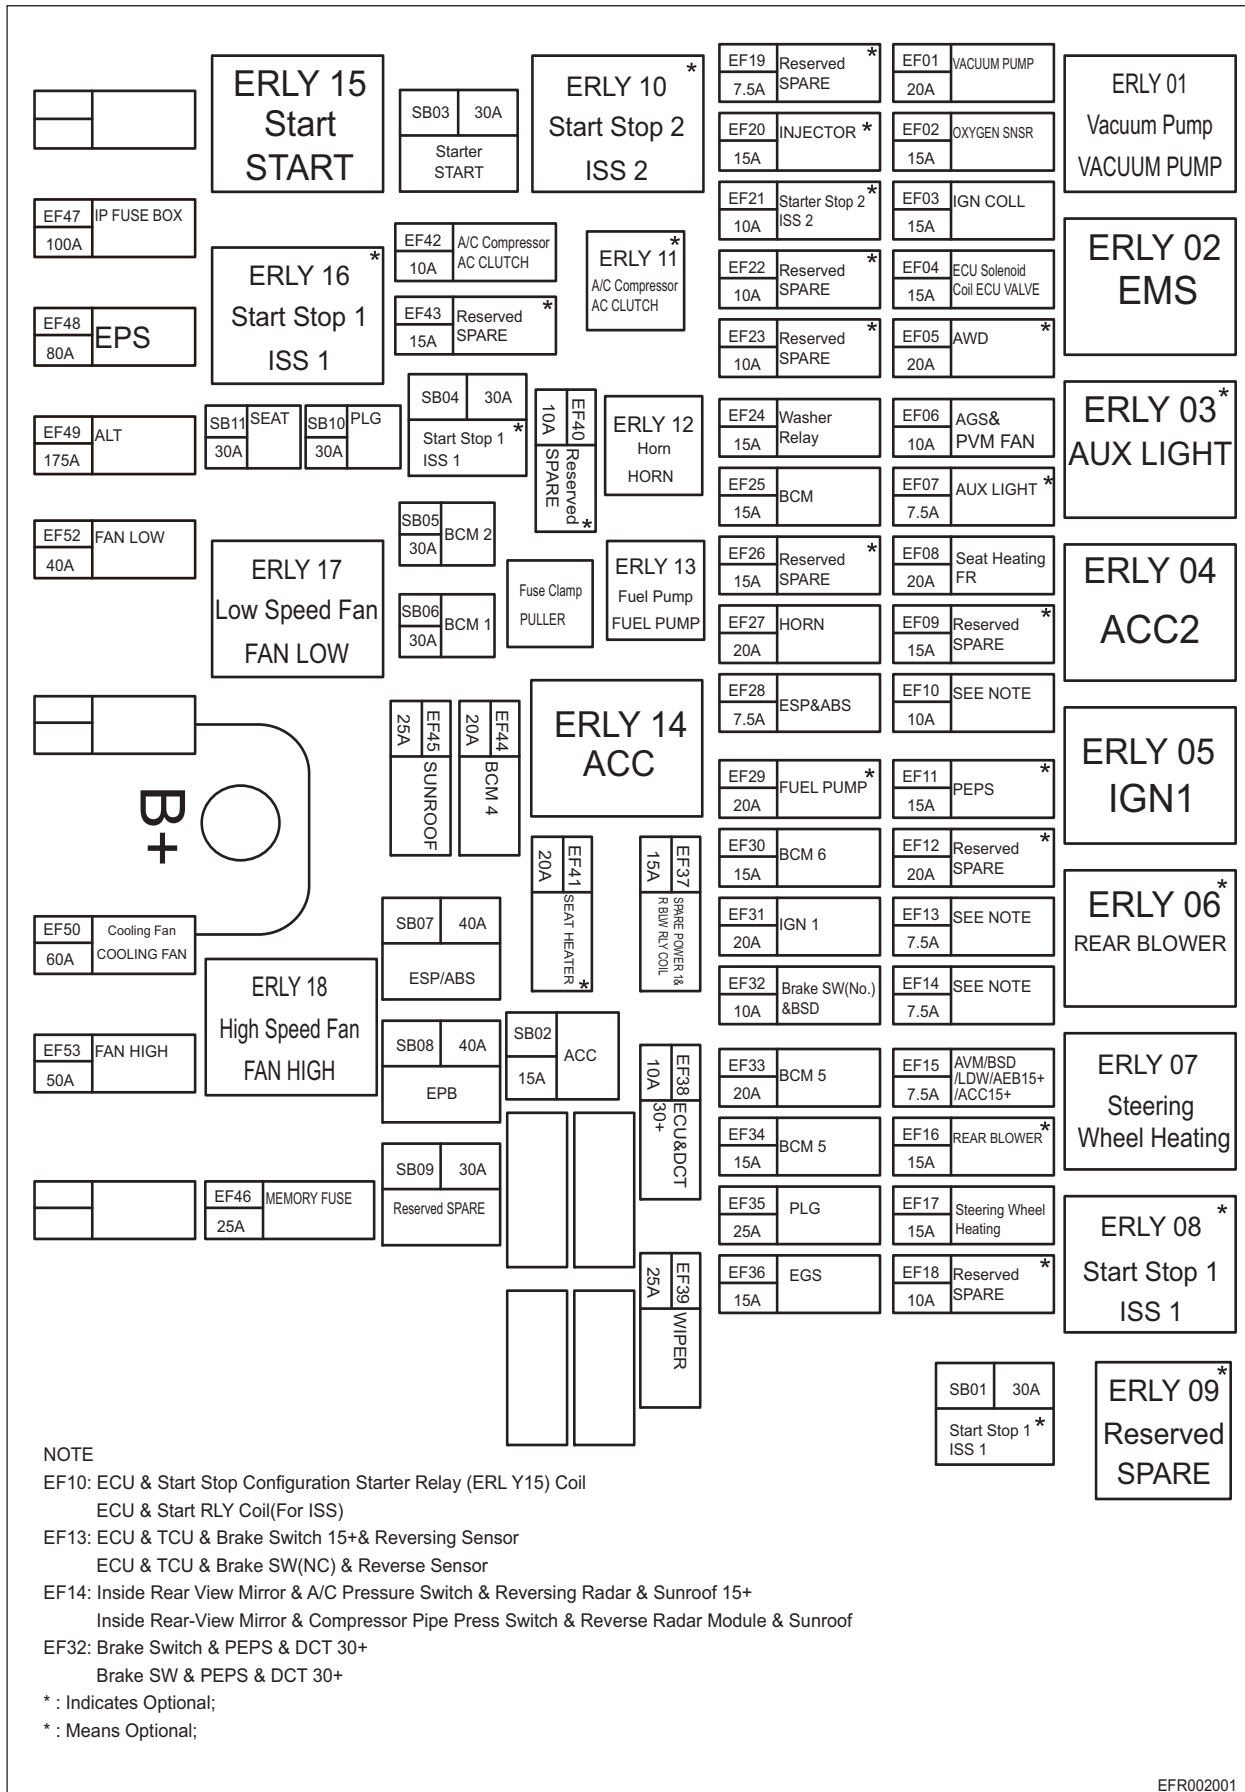 EF47
IP FUSE BOX
100A
EF48
EPS
80A
EF49
ALT
175A
EF52
FAN LOW
40A
B+
EF50
Cooling Fan
60A
COOLING FAN
EF53
FAN HIGH
50A
ERLY 15
Start
START
ERLY 16 *
Start Stop 1
ISS 1
SB11
SEAT
30A
SB10
PLG
30A
ERLY 17
Low Speed Fan
FAN LOW
ERLY 18
High Speed Fan
FAN HIGH
EF46
MEMORY FUSE
25A
SB03
30A
Starter
START
EF42
A/C Compressor
10A
AC CLUTCH
EF43
Reserved *
15A
SPARE
SB04
30A
Start Stop 1 *
ISS 1
SB05
BCM 2
30A
SB06
BCM 1
30A
EF45
25A
SUNROOF
EF44
20A
BCM 4
SB07
40A
ESP/ABS
SB08
40A
EPB
SB09
30A
Reserved SPARE
ERLY 10 *
Start Stop 2
ISS 2
ERLY 11 *
A/C Compressor
AC CLUTCH
EF40
10A
Reserved *
SPARE
ERLY 12
Horn
HORN
Fuse Clamp
PULLER
ERLY 13
Fuel Pump
FUEL PUMP
ERLY 14
ACC
EF41
20A
SEAT HEATER *
EF37
15A
SPARE POWER 1&
R BLW RLY COIL
SB02
ACC
15A
EF38
10A
ECU&DCT
30+
EF39
25A
WIPER
EF19
Reserved *
7.5A
SPARE
EF20
INJECTOR *
15A
EF21
Starter Stop 2 *
10A
ISS 2
EF22
Reserved *
10A
SPARE
EF23
Reserved *
10A
SPARE
EF24
Washer
15A
Relay
EF25
BCM
15A
EF26
Reserved *
15A
SPARE
EF27
HORN
20A
EF28
ESP&ABS
7.5A
EF29
FUEL PUMP *
20A
EF30
BCM 6
15A
EF31
IGN 1
20A
EF32
Brake SW(No.)
10A
&BSD
EF33
BCM 5
20A
EF34
BCM 5
15A
EF35
PLG
25A
EF36
EGS
15A
EF01
VACUUM PUMP
20A
EF02
OXYGEN SNSR
15A
EF03
IGN COLL
15A
EF04
ECU Solenoid
15A
Coil ECU VALVE
EF05
AWD *
20A
EF06
AGS&
10A
PVM FAN
EF07
AUX LIGHT *
7.5A
EF08
Seat Heating
20A
FR
EF09
Reserved *
15A
SPARE
EF10
SEE NOTE
10A
EF11
PEPS *
15A
EF12
Reserved *
20A
SPARE
EF13
SEE NOTE
7.5A
EF14
SEE NOTE
7.5A
EF15
AVM/BSD
/LDW/AEB15+
7.5A
/ACC15+
EF16
REAR BLOWER *
15A
EF17
Steering Wheel
15A
Heating
EF18
Reserved *
10A
SPARE
SB01
30A
Start Stop 1 *
ISS 1
ERLY 01
Vacuum Pump
VACUUM PUMP
ERLY 02
EMS
ERLY 03 *
AUX LIGHT
ERLY 04
ACC2
ERLY 05
IGN1
ERLY 06 *
REAR BLOWER
ERLY 07
Steering
Wheel Heating
ERLY 08 *
Start Stop 1
ISS 1
ERLY 09 *
Reserved
SPARE
NOTE
EF10: ECU & Start Stop Configuration Starter Relay (ERL Y15) Coil
ECU & Start RLY Coil(For ISS)
EF13: ECU & TCU & Brake Switch 15+& Reversing Sensor
ECU & TCU & Brake SW(NC) & Reverse Sensor
EF14: Inside Rear View Mirror & A/C Pressure Switch & Reversing Radar & Sunroof 15+
Inside Rear-View Mirror & Compressor Pipe Press Switch & Reverse Radar Module & Sunroof
EF32: Brake Switch & PEPS & DCT 30+
Brake SW & PEPS & DCT 30+
* : Indicates Optional;
* : Means Optional;
EFR002001